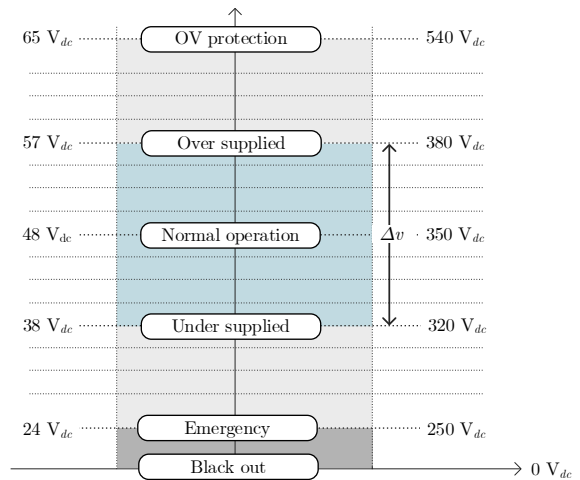 65 V_dc OV protection 540 V_dc
57 V_dc Over supplied 380 V_dc
48 V_dc Normal operation Δv 350 V_dc
38 V_dc Under supplied 320 V_dc
24 V_dc Emergency 250 V_dc
Black out 0 V_dc